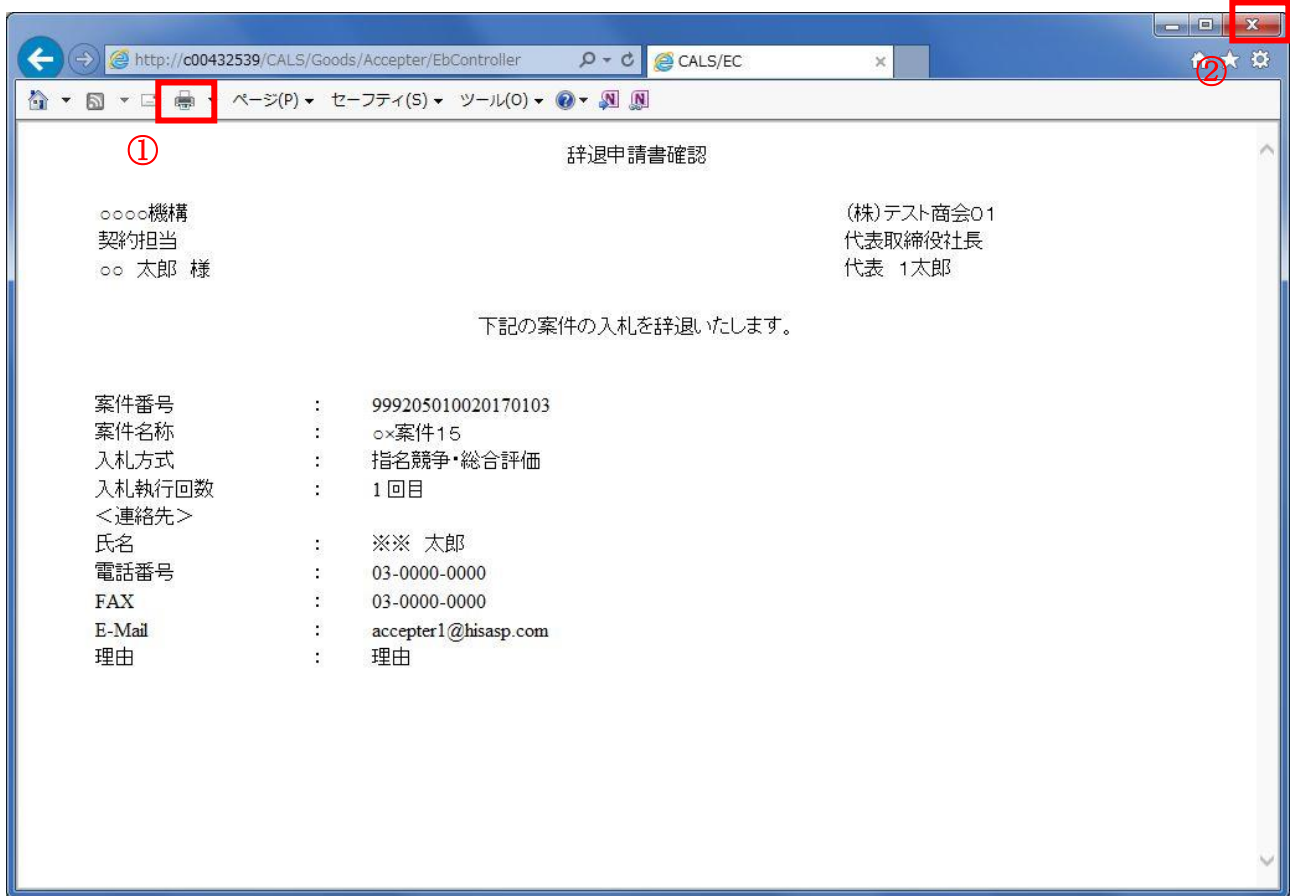 http://c00432539/CALS/Goods/Accepter/EbController
CALS/EC
②
ページ(P) セーフティ(S) ツール(O)
①
辞退申請書確認
○○○○機構
(株)テスト商会01
契約担当
代表取締役社長
○○ 太郎 様
代表 1太郎
下記の案件の入札を辞退いたします。
案件番号 : 999205010020170103
案件名称 : ○×案件15
入札方式 : 指名競争・総合評価
入札執行回数 : 1回目
<連絡先>
氏名 : ※※ 太郎
電話番号 : 03-0000-0000
FAX : 03-0000-0000
E-Mail : accepter1@hisasp.com
理由 : 理由